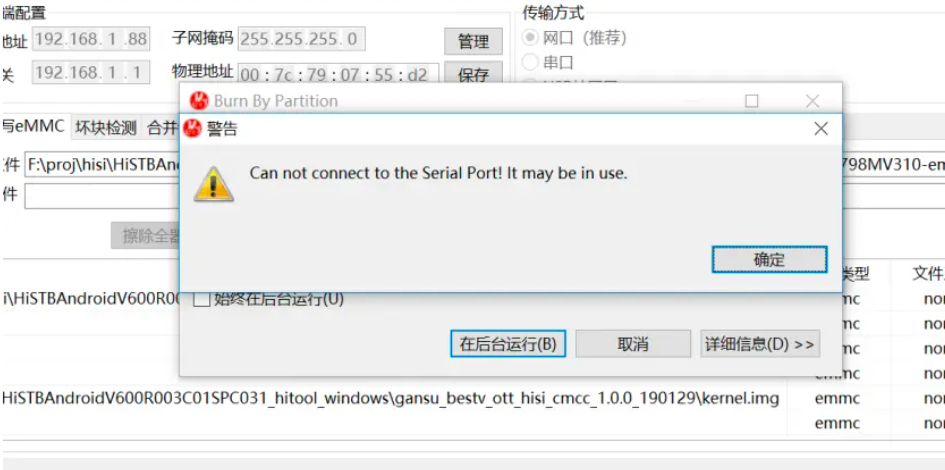 端配置
传输方式
地址 192.168. 1 .88 子网掩码 255.255.255. 0 管理
网口（推荐）
关 192.168. 1 . 1 物理地址 00 : 7c : 79 : 07 : 55 : d2 保存
串口
Burn By Partition
写eMMC 坏块检测 合并
警告
件 F:\proj\hisi\HiSTBAn
798MV310-em
Can not connect to the Serial Port! It may be in use.
件
擦除全器
确定
类型 文件
i\HiSTBAndroidV600R00
始终在后台运行(U)
mc nor
emmc nor
mc nor
在后台运行(B) 取消 详细信息(D) >>
emmc nor
HiSTBAndroidV600R003C01SPC031_hitool_windows\gansu_bestv_ott_hisi_cmcc_1.0.0_190129\kernel.img emmc nor
emmc nor